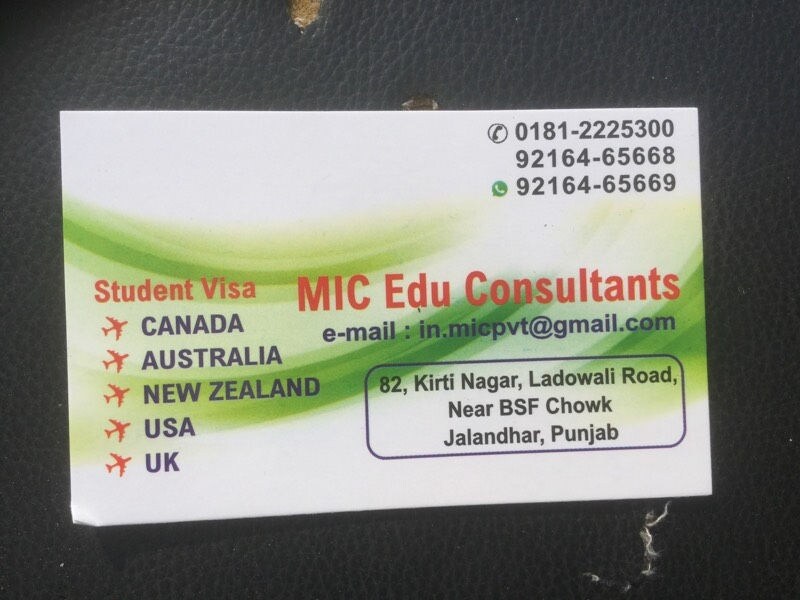 0181-2225300
92164-65668
92164-65669
Student Visa
CANADA
AUSTRALIA
NEW ZEALAND
USA
UK
MIC Edu Consultants
e-mail : in.micpvt@gmail.com
82, Kirti Nagar, Ladowali Road,
Near BSF Chowk
Jalandhar, Punjab